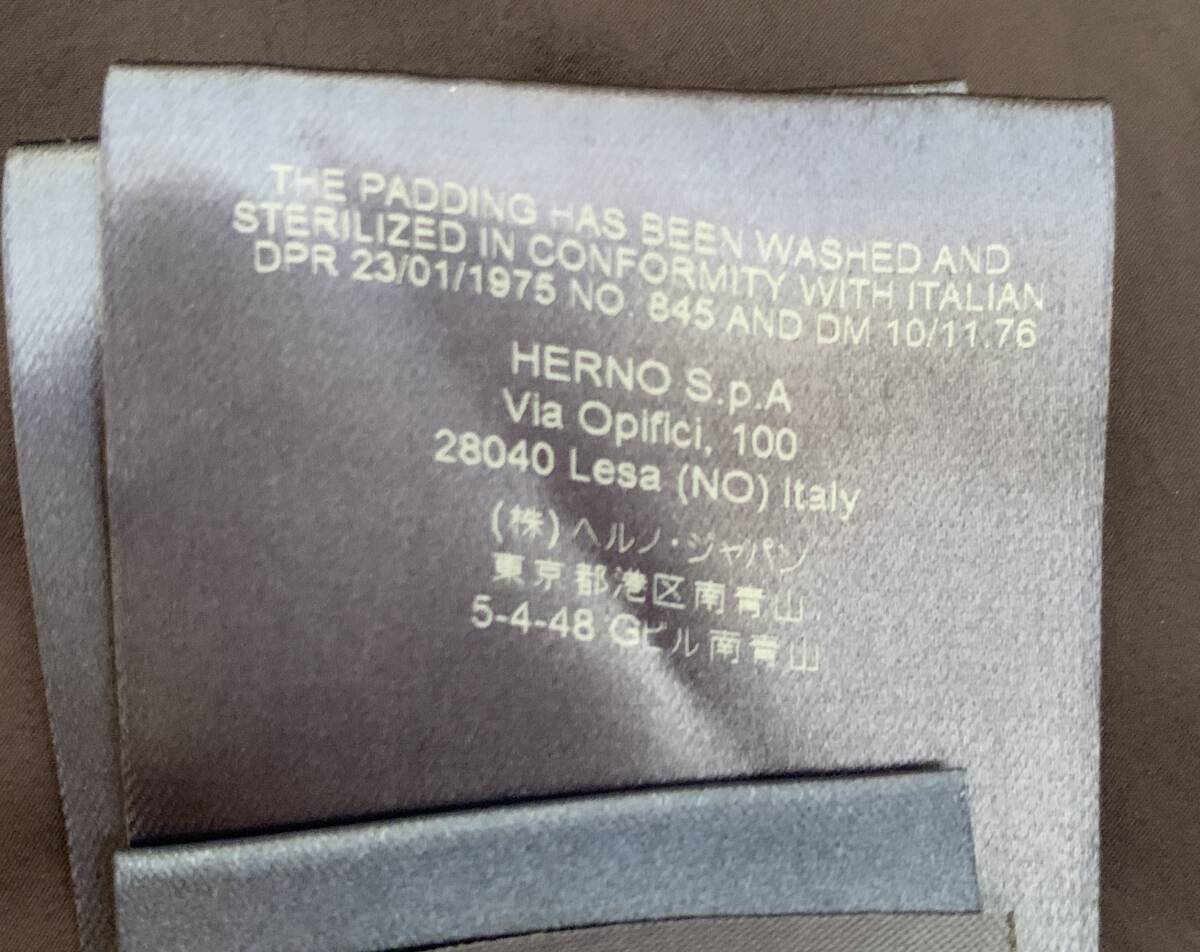 THE PADDING HAS BEEN WASHED AND
STERILIZED IN CONFORMITY WITH ITALIAN
DPR 23/01/1975 NO. 845 AND DM 10/11.76
HERNO S.p.A
Via Opifici, 100
28040 Lesa (NO) Italy
(株)ヘルノ・ジャパン
東京都港区南青山
5-4-48 Gビル南青山